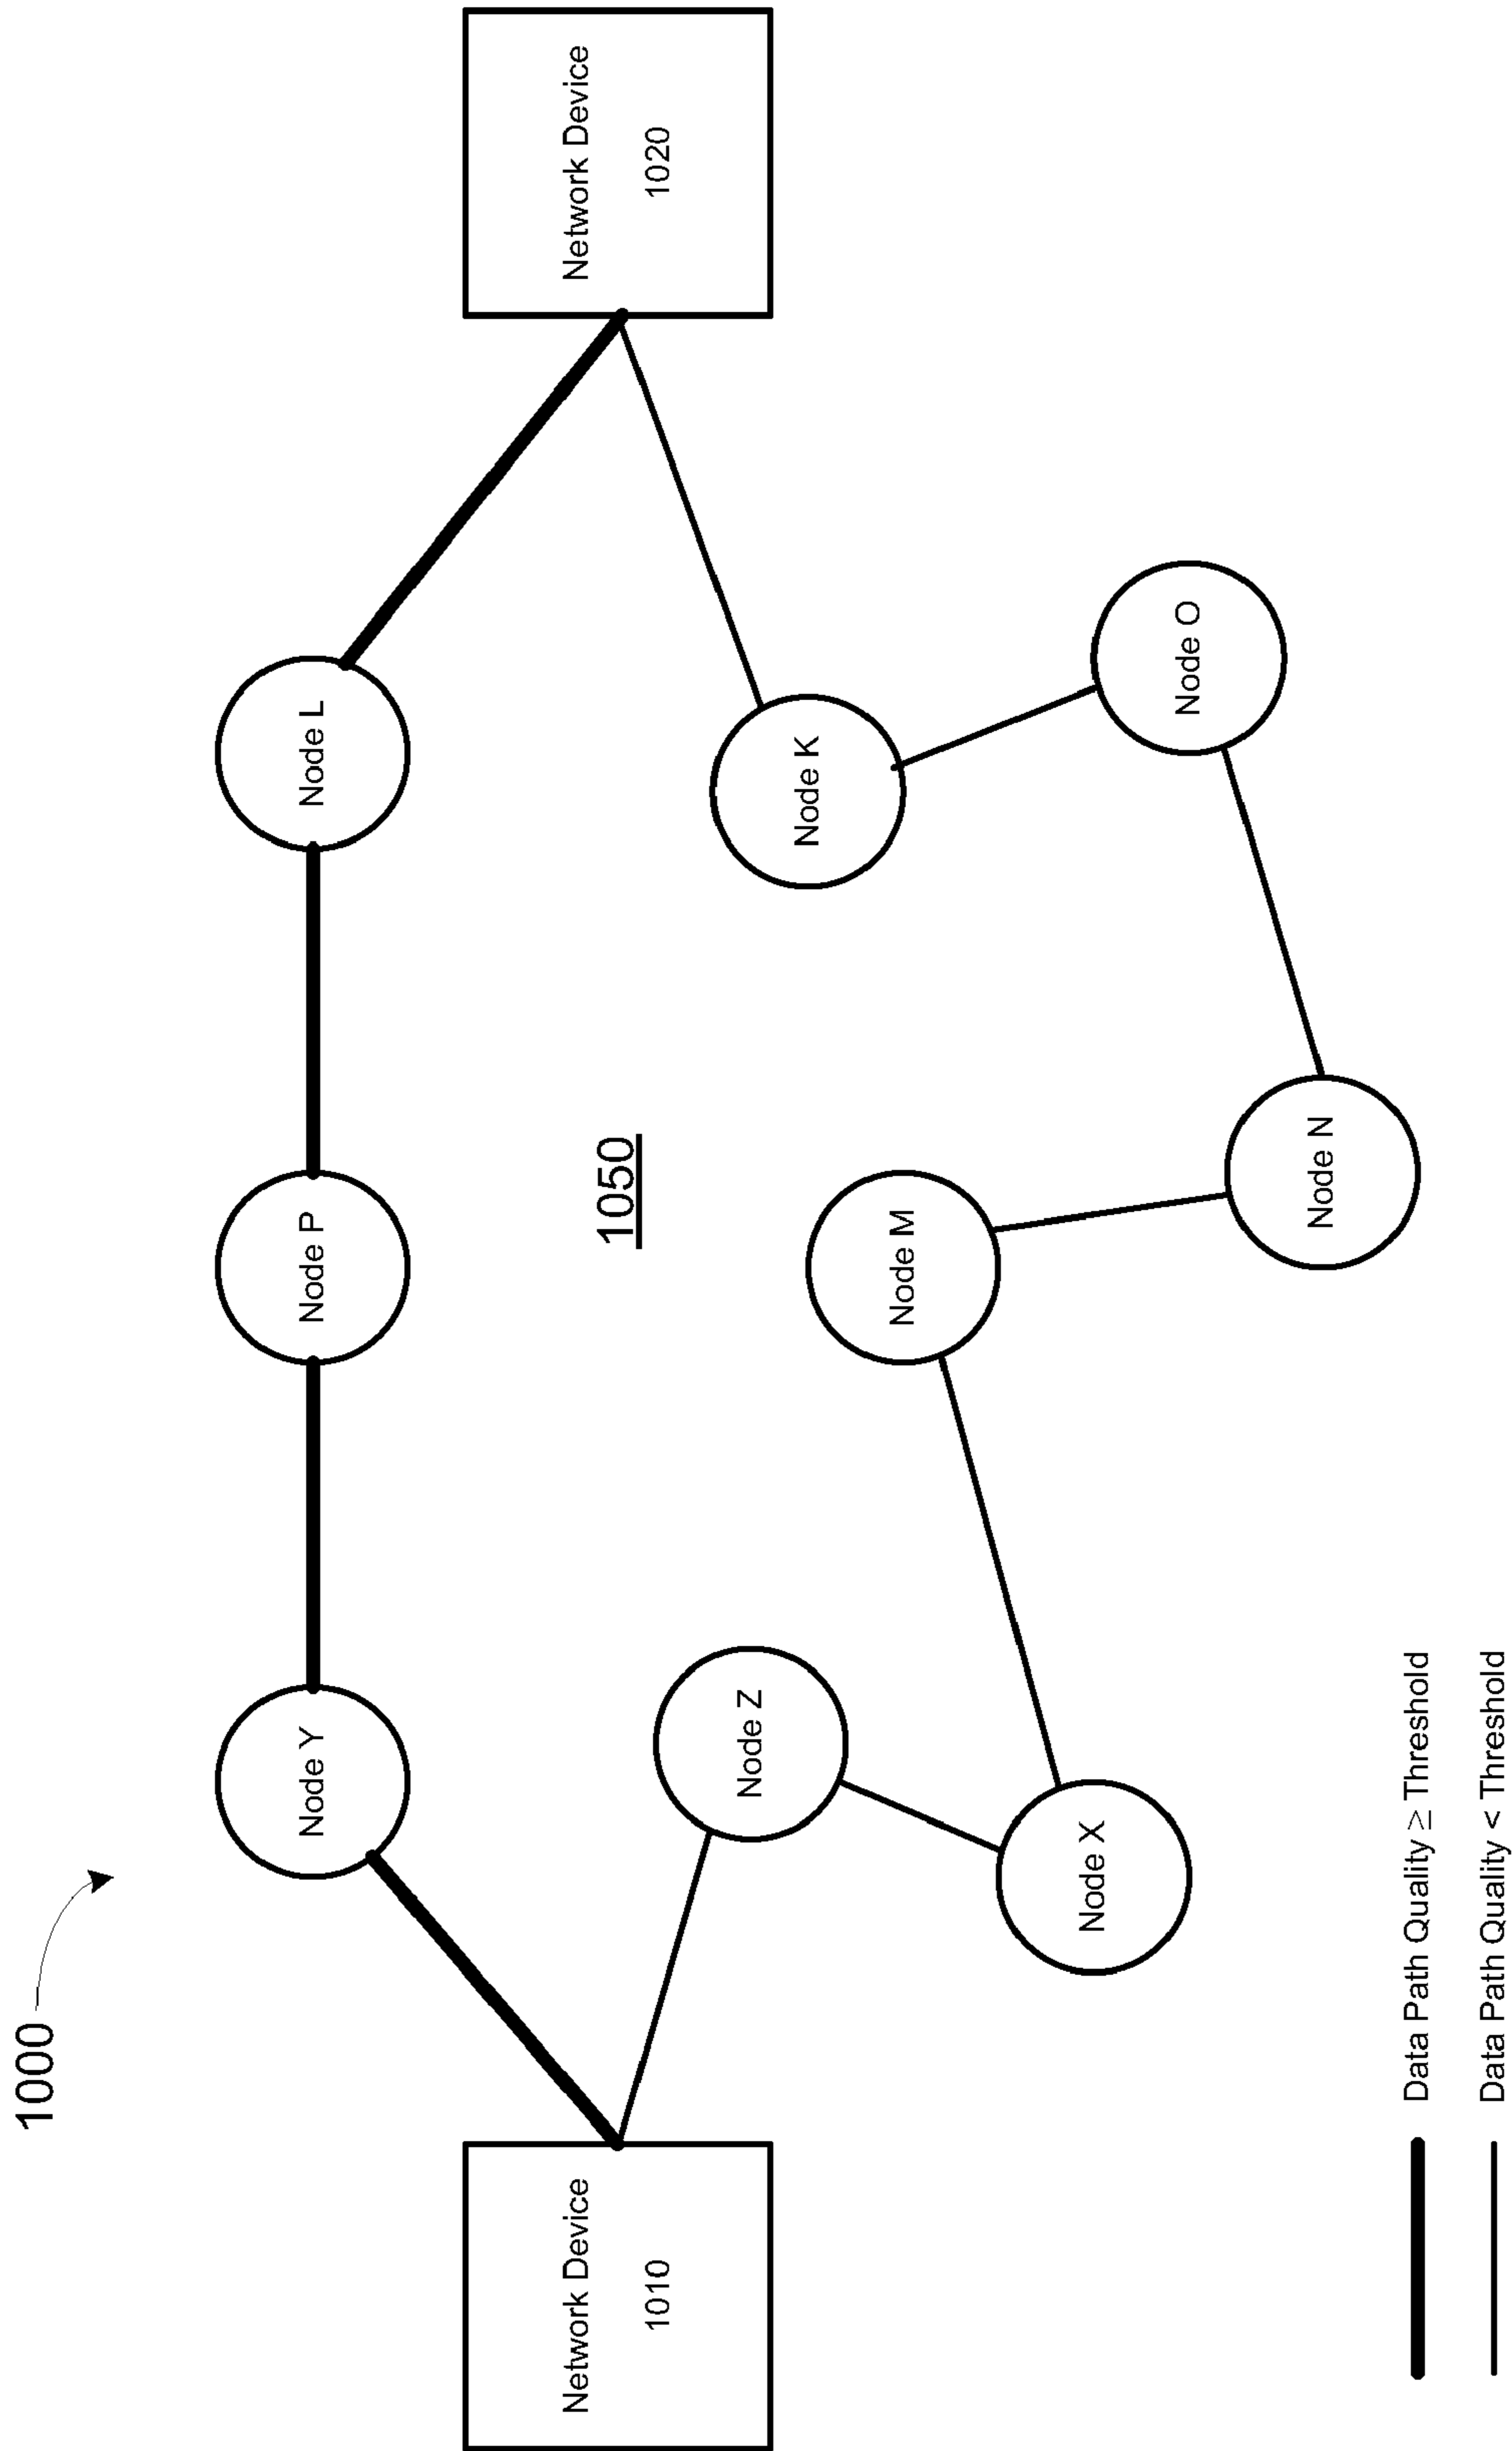 1000
Node Y
Node P
Node L
Network Device
1010
1050
Network Device
1020
Node Z
Node K
Node M
Node X
Node O
Node N
Data Path Quality ≥ Threshold
Data Path Quality < Threshold